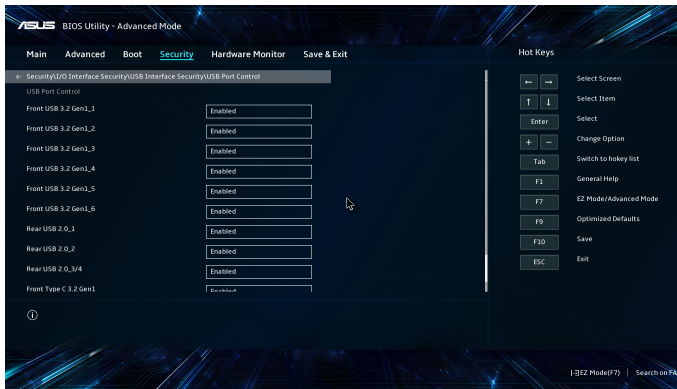 ASUS BIOS Utility - Advanced Mode
Main Advanced Boot Security Hardware Monitor Save & Exit
Hot Keys
← Security\I/O Interface Security\USB Interface Security\USB Port Control
USB Port Control
Front USB 3.2 Gen1_1 Enabled
Front USB 3.2 Gen1_2 Enabled
Front USB 3.2 Gen1_3 Enabled
Front USB 3.2 Gen1_4 Enabled
Front USB 3.2 Gen1_5 Enabled
Front USB 3.2 Gen1_6 Enabled
Rear USB 2.0_1 Enabled
Rear USB 2.0_2 Enabled
Rear USB 2.0_3/4 Enabled
Front Type C 3.2 Gen1 Enabled
← → Select Screen
↑ ↓ Select Item
Enter Select
+ − Change Option
Tab Switch to hokey list
F1 General Help
F7 EZ Mode/Advanced Mode
F9 Optimized Defaults
F10 Save
ESC Exit
EZ Mode(F7) | Search on FA